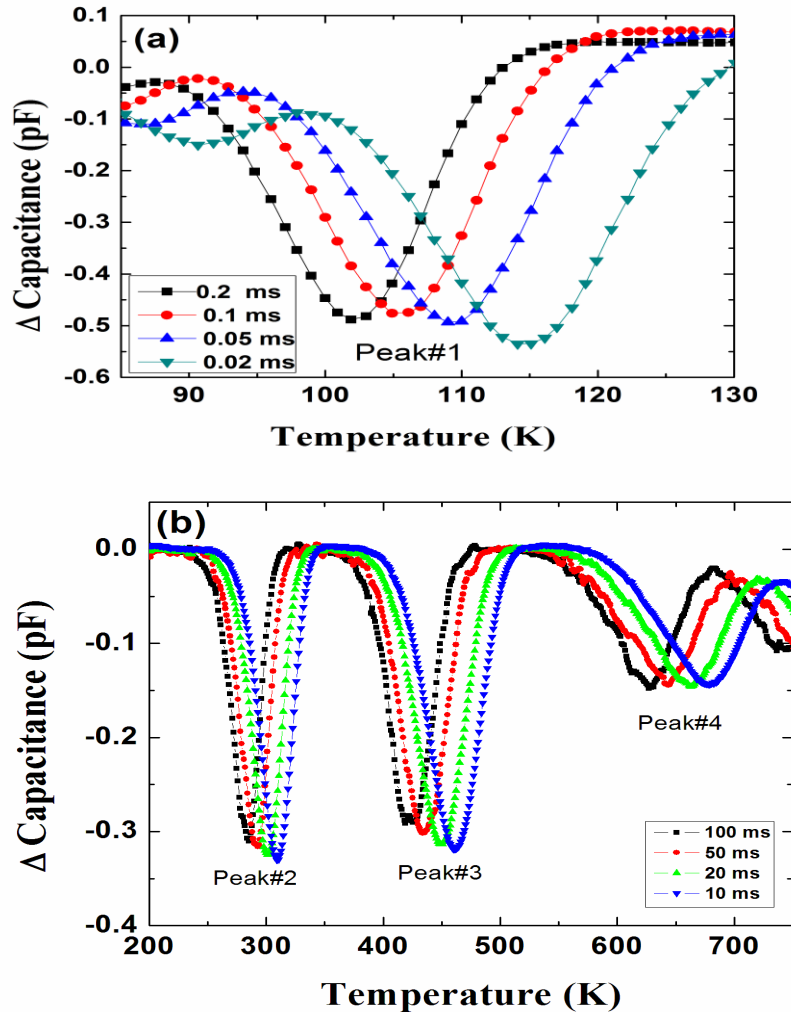 (a)
0.1
0.0
-0.1
-0.2
-0.3
-0.4
-0.5
-0.6
Δ Capacitance (pF)
0.2 ms
0.1 ms
0.05 ms
0.02 ms
Peak#1
90 100 110 120 130
Temperature (K)
(b)
0.0
-0.1
-0.2
-0.3
-0.4
Δ Capacitance (pF)
Peak#2
Peak#3
Peak#4
100 ms
50 ms
20 ms
10 ms
200 300 400 500 600 700
Temperature (K)